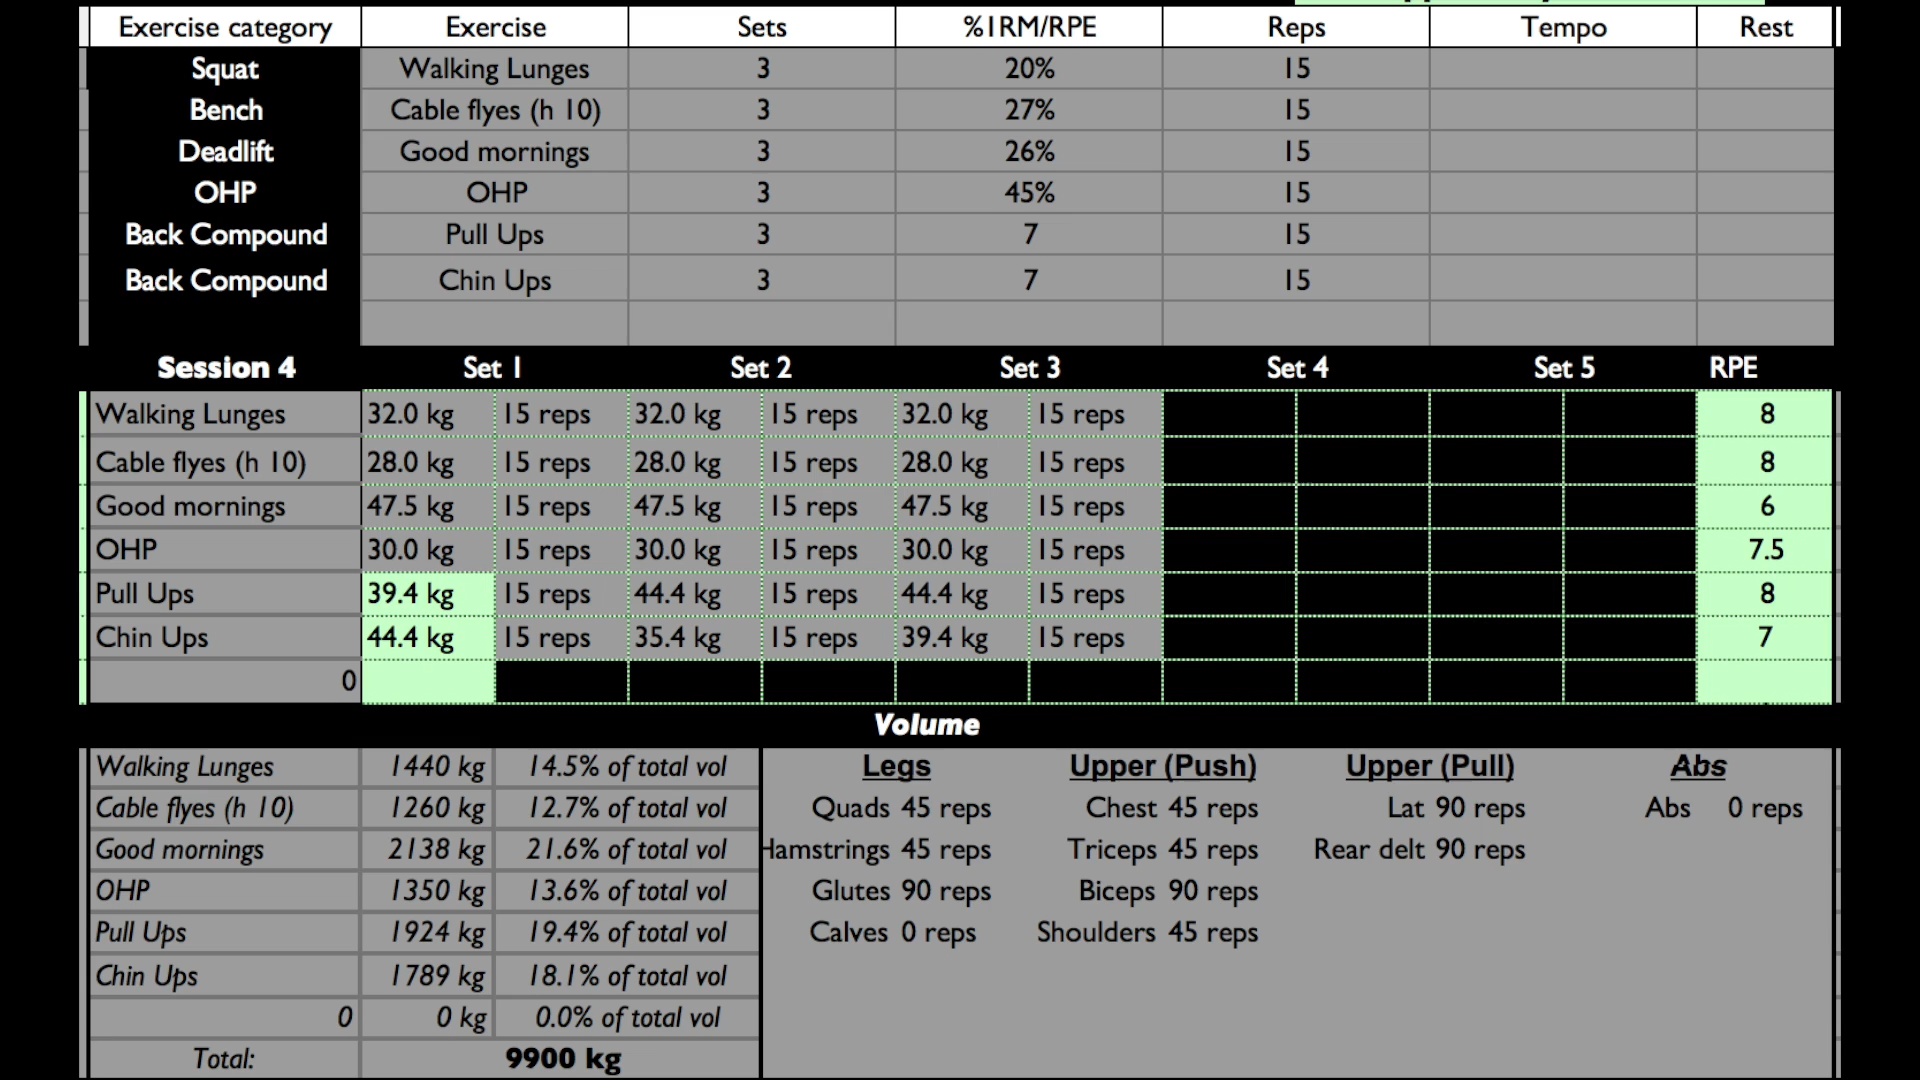 Exercise category Exercise Sets %1RM/RPE Reps Tempo Rest
Squat Walking Lunges 3 20% 15
Bench Cable flyes (h 10) 3 27% 15
Deadlift Good mornings 3 26% 15
OHP OHP 3 45% 15
Back Compound Pull Ups 3 7 15
Back Compound Chin Ups 3 7 15
Session 4 Set 1 Set 2 Set 3 Set 4 Set 5 RPE
Walking Lunges 32.0 kg 15 reps 32.0 kg 15 reps 32.0 kg 15 reps 8
Cable flyes (h 10) 28.0 kg 15 reps 28.0 kg 15 reps 28.0 kg 15 reps 8
Good mornings 47.5 kg 15 reps 47.5 kg 15 reps 47.5 kg 15 reps 6
OHP 30.0 kg 15 reps 30.0 kg 15 reps 30.0 kg 15 reps 7.5
Pull Ups 39.4 kg 15 reps 44.4 kg 15 reps 44.4 kg 15 reps 8
Chin Ups 44.4 kg 15 reps 35.4 kg 15 reps 39.4 kg 15 reps 7
0
Volume
Walking Lunges 1440 kg 14.5% of total vol Legs Upper (Push) Upper (Pull) Abs
Cable flyes (h 10) 1260 kg 12.7% of total vol Quads 45 reps Chest 45 reps Lat 90 reps Abs 0 reps
Good mornings 2138 kg 21.6% of total vol Hamstrings 45 reps Triceps 45 reps Rear delt 90 reps
OHP 1350 kg 13.6% of total vol Glutes 90 reps Biceps 90 reps
Pull Ups 1924 kg 19.4% of total vol Calves 0 reps Shoulders 45 reps
Chin Ups 1789 kg 18.1% of total vol
0 0 kg 0.0% of total vol
Total: 9900 kg